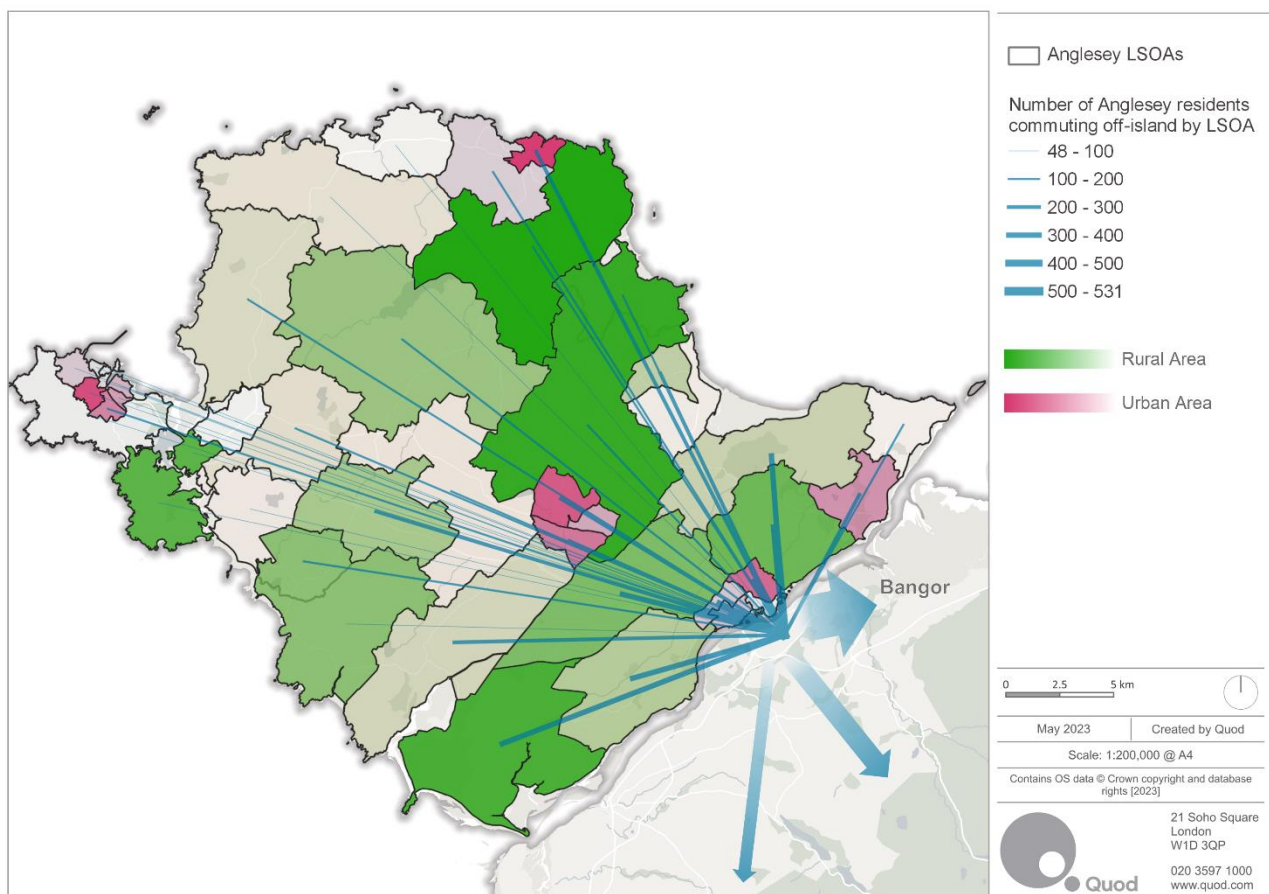 Bangor
Anglesey LSOAs
Number of Anglesey residents
commuting off-island by LSOA
48 - 100
100 - 200
200 - 300
300 - 400
400 - 500
500 - 531
Rural Area
Urban Area
0 2.5 5 km
May 2023
Created by Quod
Scale: 1:200,000 @ A4
Contains OS data © Crown copyright and database
rights [2023]
Quod
21 Soho Square
London
W1D 3QP
020 3597 1000
www.quod.com